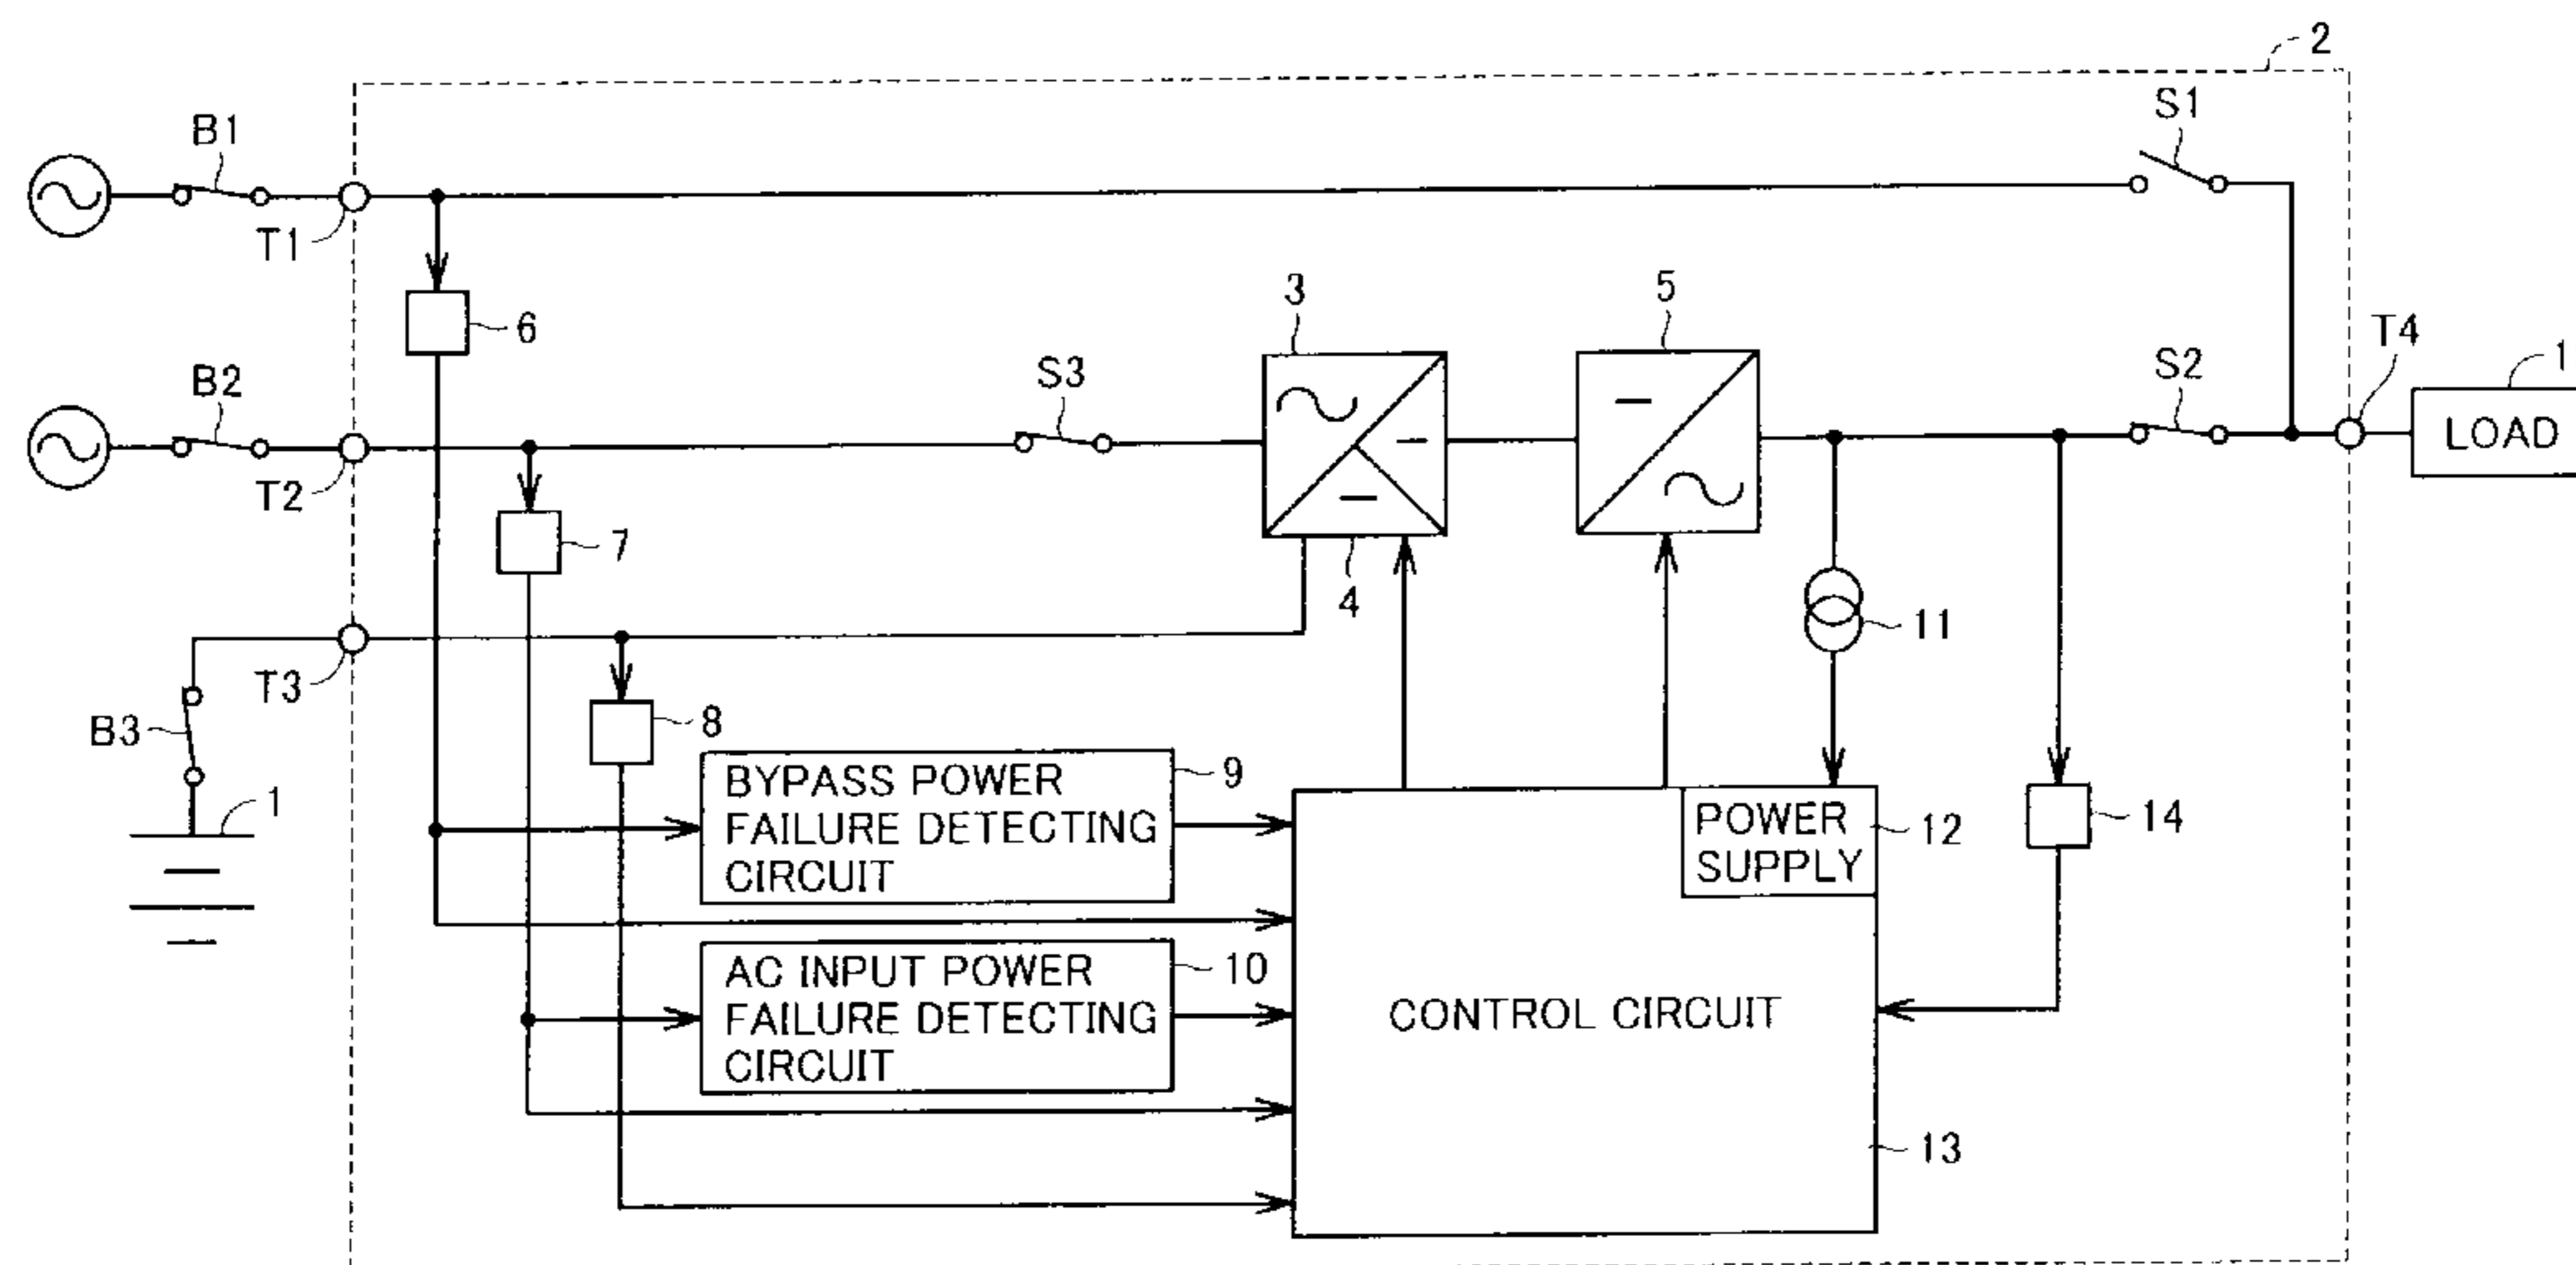 2
B1
S1
T1
6
3
5
T4
1
B2
S3
S2
LOAD
T2
7
4
11
T3
B3
8
1
BYPASS POWER
FAILURE DETECTING
CIRCUIT
9
POWER
SUPPLY
12
14
AC INPUT POWER
FAILURE DETECTING
CIRCUIT
10
CONTROL CIRCUIT
13